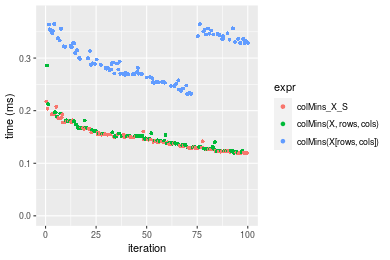 time (ms)
0.3
0.2
0.1
0.0
0
25
50
75
100
iteration
expr
colMins_X_S
colMins(X, rows, cols)
colMins(X[rows, cols])